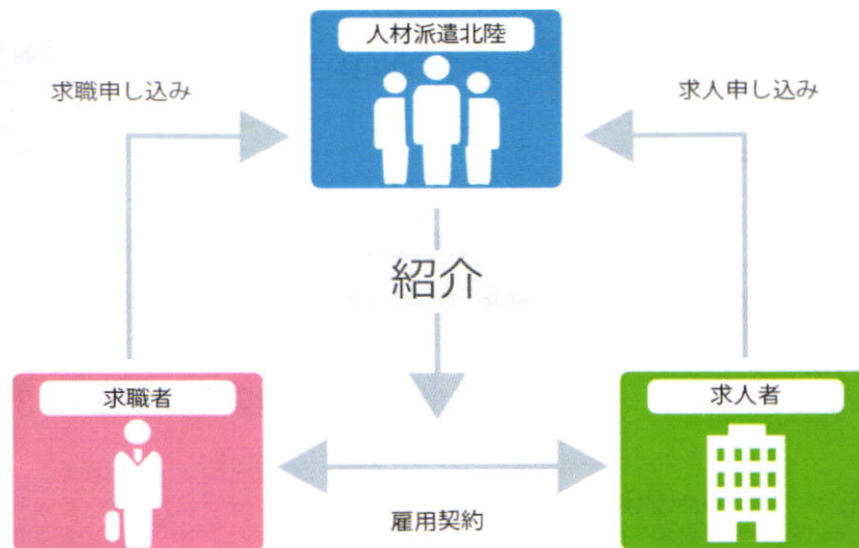 人材派遣北陸
求職申し込み
求人申し込み
紹介
求職者
求人者
雇用契約